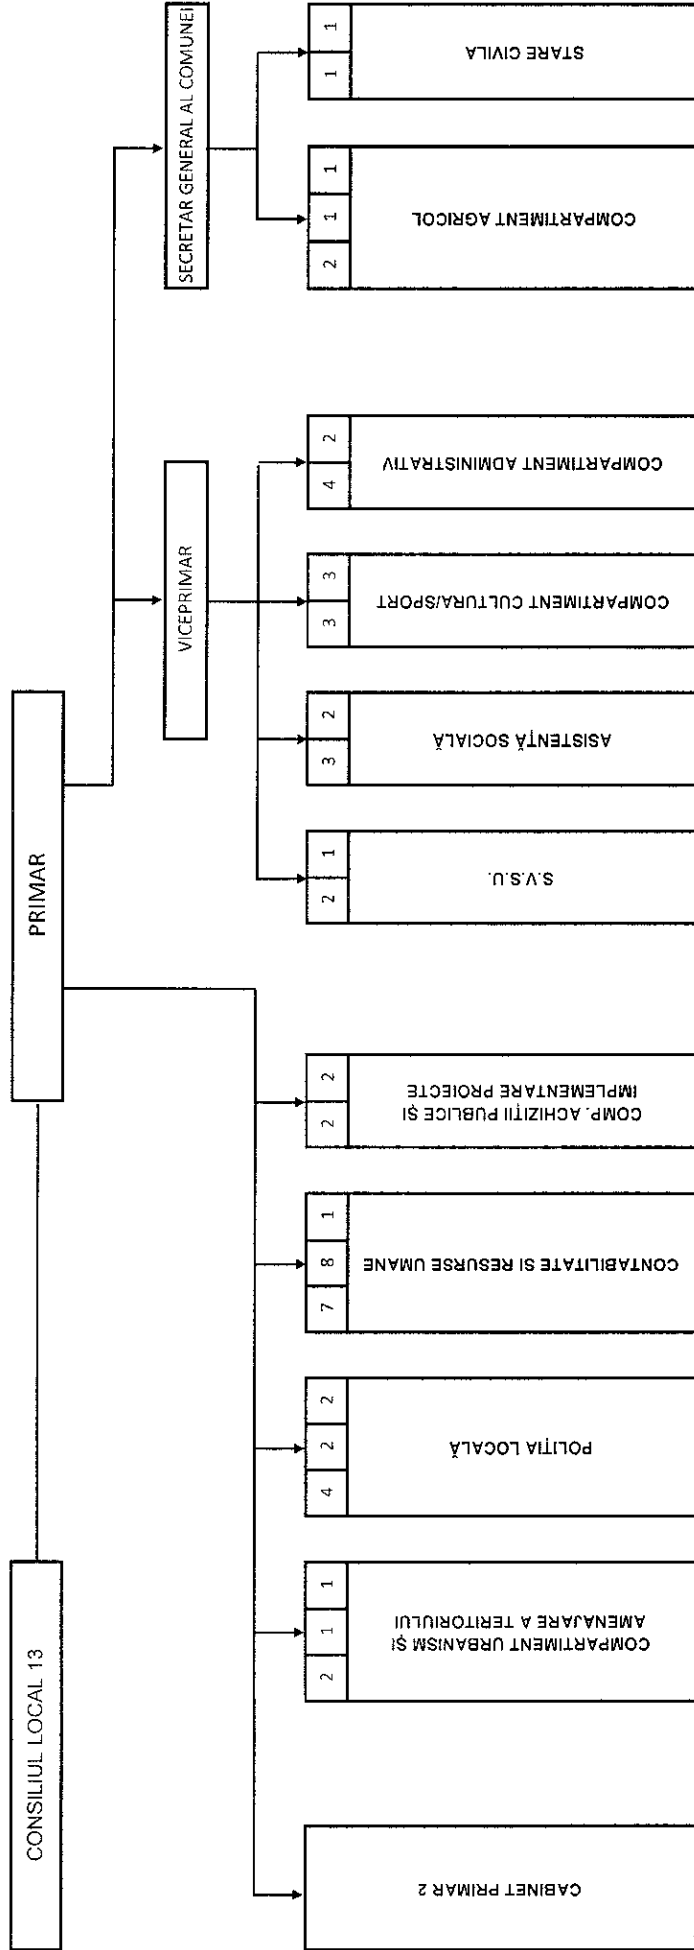 CONSILIUL LOCAL 13
PRIMAR
VICEPRIMAR
SECRETAR GENERAL AL COMUNEI
CABINET PRIMAR 2
2 1 1
COMPARTIMENT URBANISM ȘI
AMENAJARE A TERITORIULUI
4 2 2
POLIȚIA LOCALĂ
7 8 1
CONTABILITATE SI RESURSE UMANE
2 2
COMP. ACHIZIȚII PUBLICE ȘI
IMPLEMENTARE PROIECTE
2 1
S.V.S.U.
3 2
ASISTENȚĂ SOCIALĂ
3 3
COMPARTIMENT CULTURA/SPORT
4 2
COMPARTIMENT ADMINISTRATIV
2 1 1
COMPARTIMENT AGRICOL
1 1
STARE CIVILA